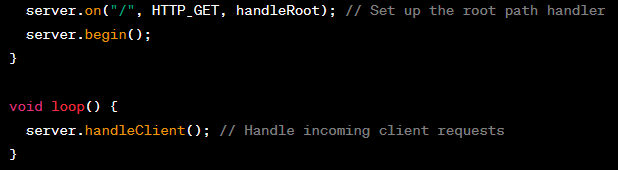 server.on("/", HTTP_GET, handleRoot); // Set up the root path handler
server.begin();
}
void loop() {
server.handleClient(); // Handle incoming client requests
}